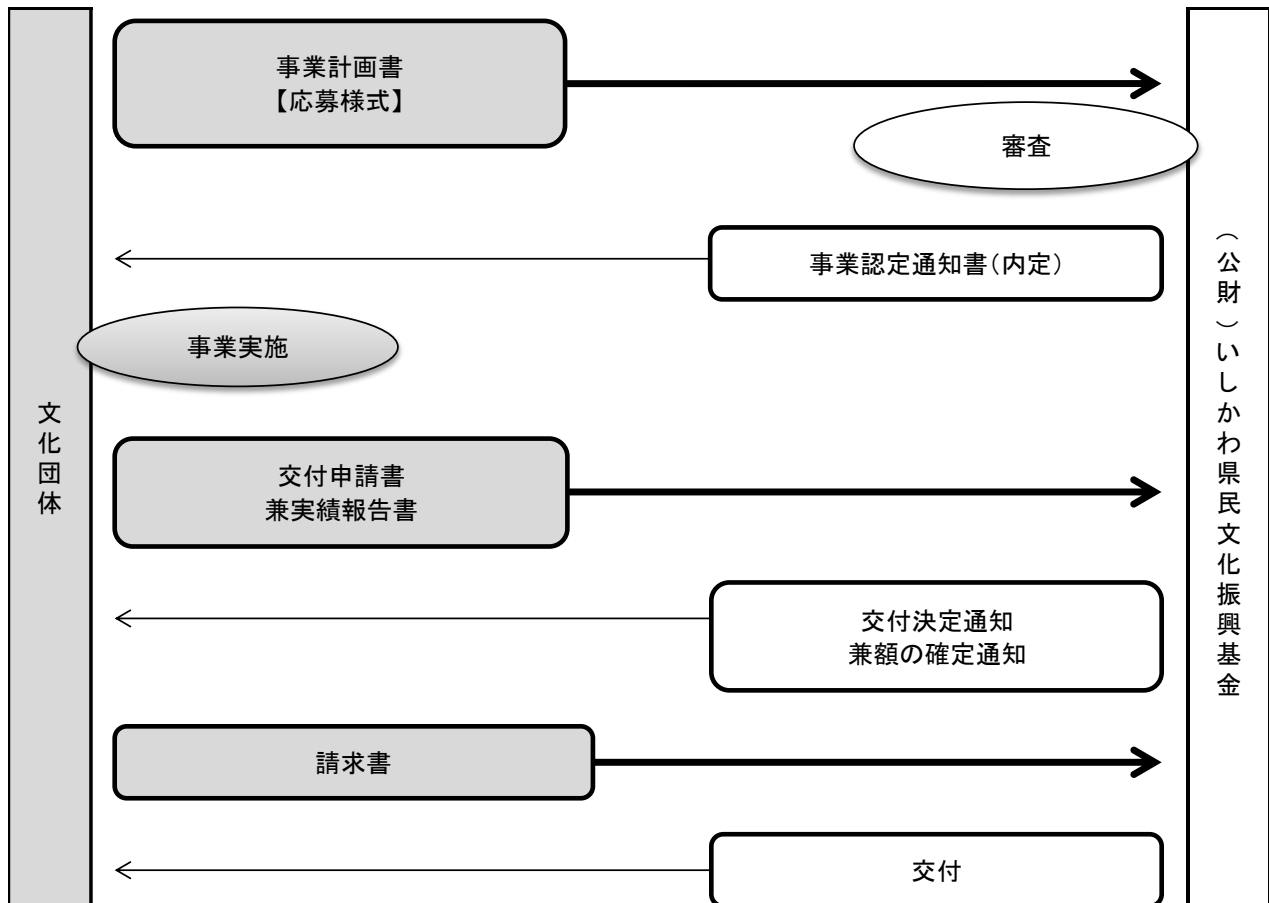 事業計画書
【応募様式】
審査
事業認定通知書(内定)
事業実施
文化団体
(公財)いしかわ県民文化振興基金
交付申請書
兼実績報告書
交付決定通知
兼額の確定通知
請求書
交付